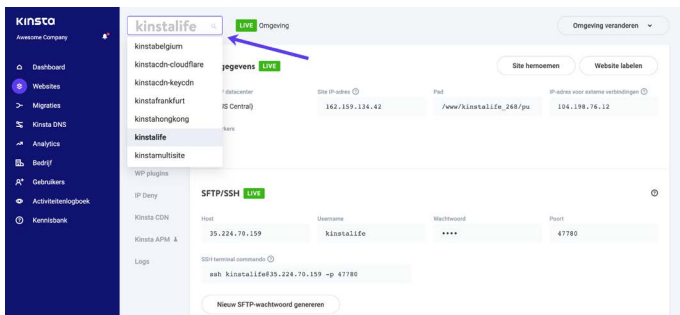 KINSTA
Awesome Company
Dashboard
Websites
Migraties
Kinsta DNS
Analytics
Bedrijf
Gebruikers
Activiteitenlogboek
Kennisbank
kinstalife
LIVE Omgeving
Omgeving veranderen
kinstabelgium
kinstacdn-cloudflare
kinstacdn-keycdn
kinstafrankfurt
kinstahongkong
kinstalife
kinstamultisite
WP plugins
IP Deny
Kinsta CDN
Kinsta APM
Logs
LIVE
Site hernoemen
Website labelen
datacenter
Site IP-adres
Pad
IP-adres voor externe verbindingen
Central)
162.159.134.42
/www/kinstalife_268/pu
104.198.76.12
SFTP/SSH LIVE
Host
Username
Wachtwoord
Poort
35.224.70.159
kinstalife
••••
47780
SSH-terminal commando
ssh kinstalife@35.224.70.159 -p 47780
Nieuw SFTP-wachtwoord genereren